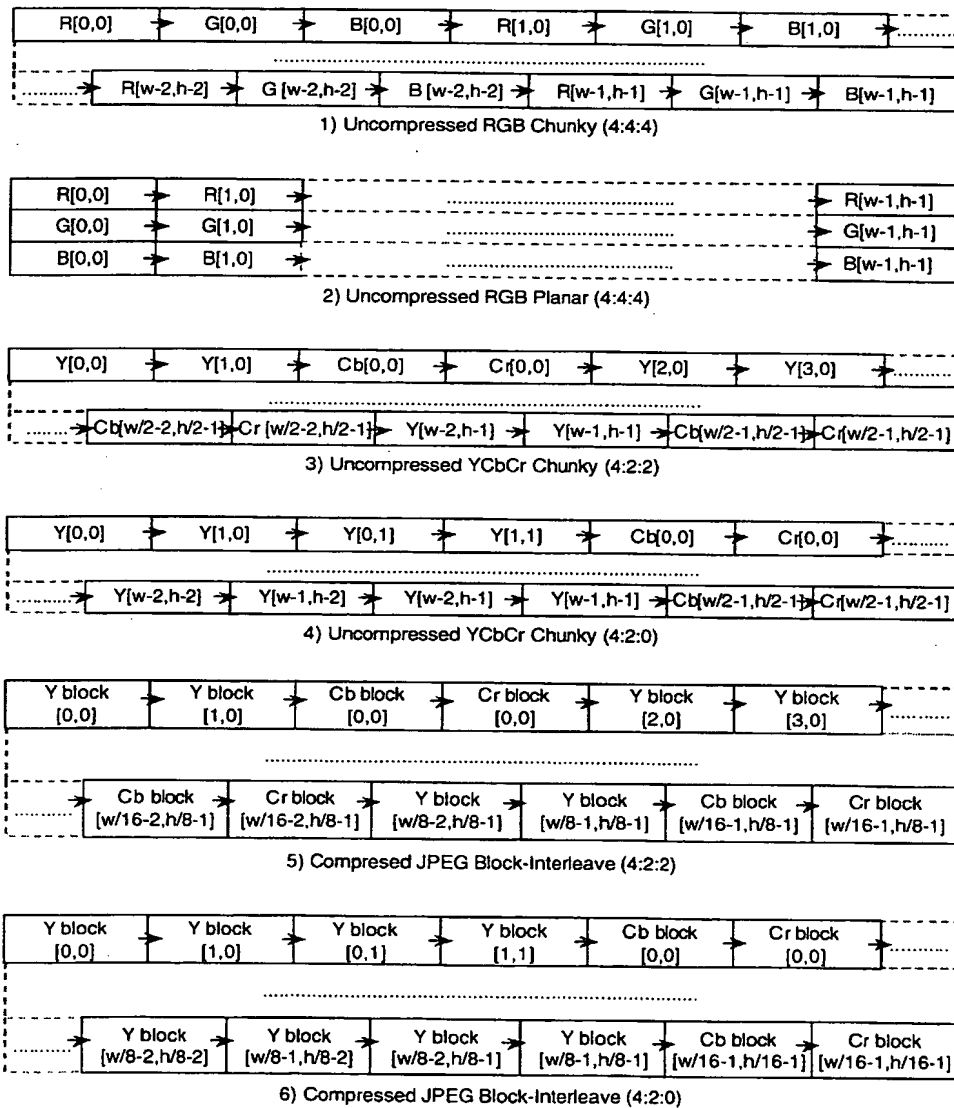 R[0,0] G[0,0] B[0,0] R[1,0] G[1,0] B[1,0] ..........
..........................................................
.......... R[w-2,h-2] G [w-2,h-2] B [w-2,h-2] R[w-1,h-1] G[w-1,h-1] B[w-1,h-1]
1) Uncompressed RGB Chunky (4:4:4)
R[0,0] R[1,0] .............................. R[w-1,h-1]
G[0,0] G[1,0] .............................. G[w-1,h-1]
B[0,0] B[1,0] .............................. B[w-1,h-1]
2) Uncompressed RGB Planar (4:4:4)
Y[0,0] Y[1,0] Cb[0,0] Cr[0,0] Y[2,0] Y[3,0] ..........
..........................................................
.......... Cb[w/2-2,h/2-1] Cr [w/2-2,h/2-1] Y[w-2,h-1] Y[w-1,h-1] Cb[w/2-1,h/2-1] Cr[w/2-1,h/2-1]
3) Uncompressed YCbCr Chunky (4:2:2)
Y[0,0] Y[1,0] Y[0,1] Y[1,1] Cb[0,0] Cr[0,0] ..........
..........................................................
.......... Y[w-2,h-2] Y[w-1,h-2] Y[w-2,h-1] Y[w-1,h-1] Cb[w/2-1,h/2-1] Cr[w/2-1,h/2-1]
4) Uncompressed YCbCr Chunky (4:2:0)
Y block Y block Cb block Cr block Y block Y block
[0,0] [1,0] [0,0] [0,0] [2,0] [3,0] ..........
..........................................................
Cb block Cr block Y block Y block Cb block Cr block
.......... [w/16-2,h/8-1] [w/16-2,h/8-1] [w/8-2,h/8-1] [w/8-1,h/8-1] [w/16-1,h/8-1] [w/16-1,h/8-1]
5) Compresed JPEG Block-Interleave (4:2:2)
Y block Y block Y block Y block Cb block Cr block
[0,0] [1,0] [0,1] [1,1] [0,0] [0,0] ..........
..........................................................
Y block Y block Y block Y block Cb block Cr block
.......... [w/8-2,h/8-2] [w/8-1,h/8-2] [w/8-2,h/8-1] [w/8-1,h/8-1] [w/16-1,h/16-1] [w/16-1,h/16-1]
6) Compressed JPEG Block-Interleave (4:2:0)